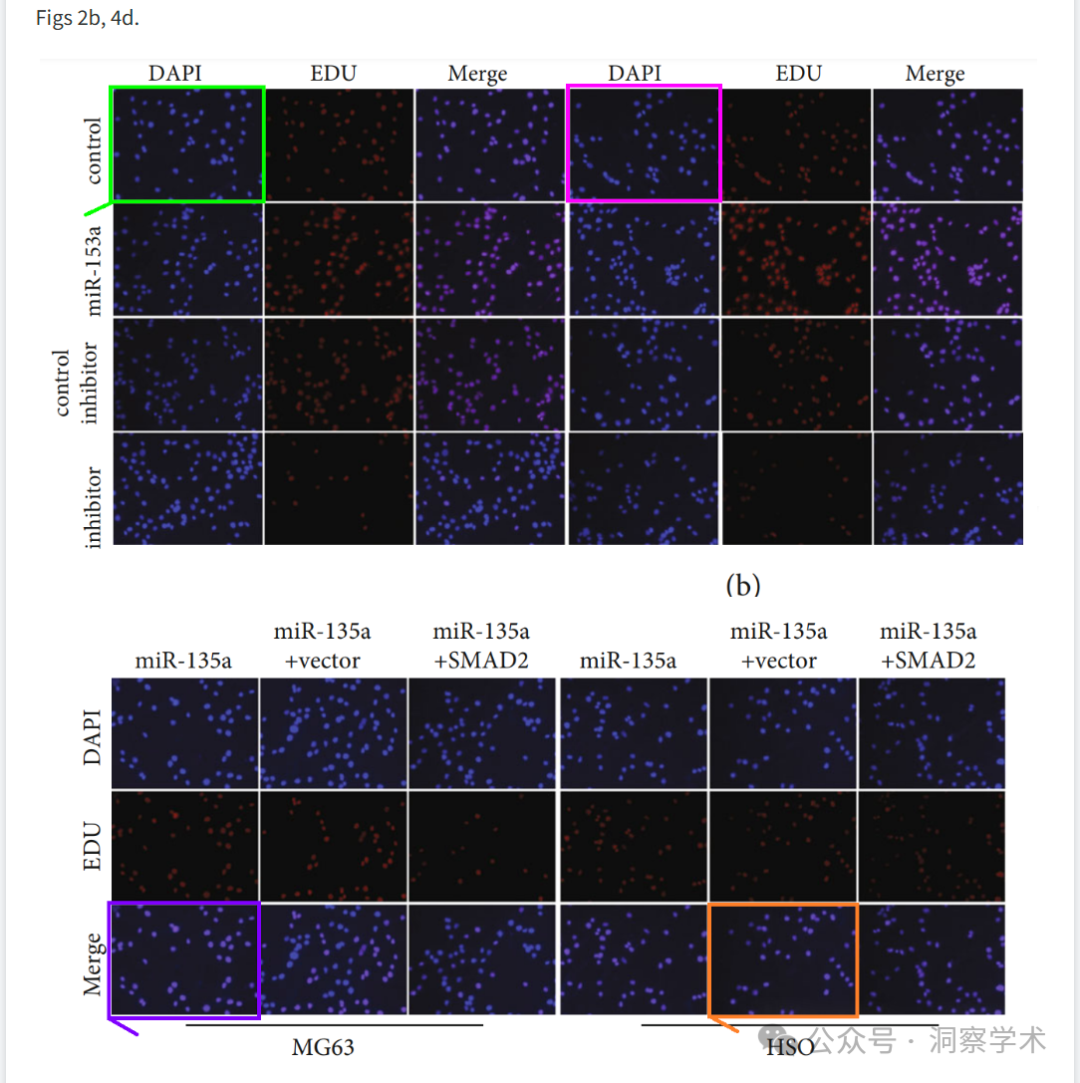 Figs 2b, 4d.
DAPI EDU Merge DAPI EDU Merge
control
miR-153a
control
inhibitor
inhibitor
(b)
miR-135a miR-135a miR-135a miR-135a
+vector +SMAD2 +vector +SMAD2
miR-135a miR-135a
DAPI
EDU
Merge
MG63 HSO
公众号 · 洞察学术